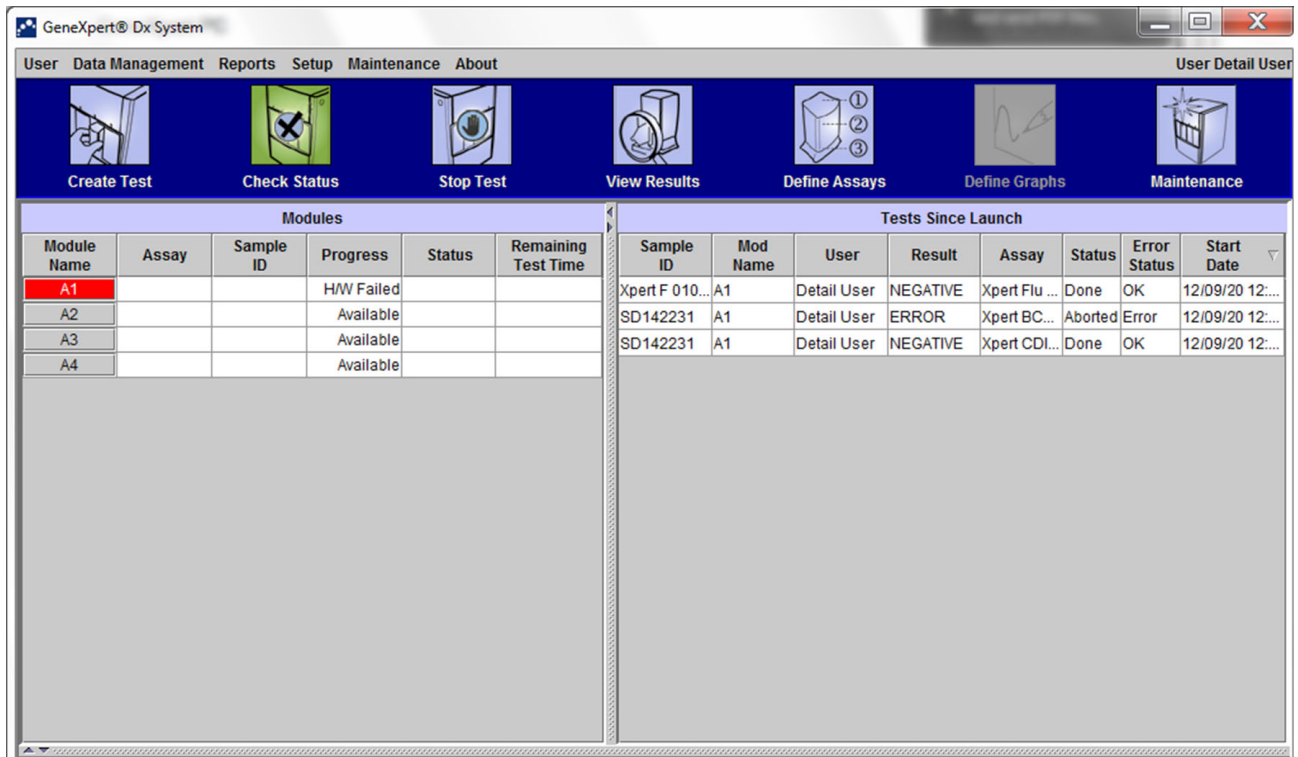 GeneXpert® Dx System
User Data Management Reports Setup Maintenance About User Detail User
Create Test Check Status Stop Test View Results Define Assays Define Graphs Maintenance
Modules
Module Name Assay Sample ID Progress Status Remaining Test Time
A1 H/W Failed
A2 Available
A3 Available
A4 Available
Tests Since Launch
Sample ID Mod Name User Result Assay Status Error Status Start Date
Xpert F 010... A1 Detail User NEGATIVE Xpert Flu ... Done OK 12/09/20 12:...
SD142231 A1 Detail User ERROR Xpert BC... Aborted Error 12/09/20 12:...
SD142231 A1 Detail User NEGATIVE Xpert CDI... Done OK 12/09/20 12:...